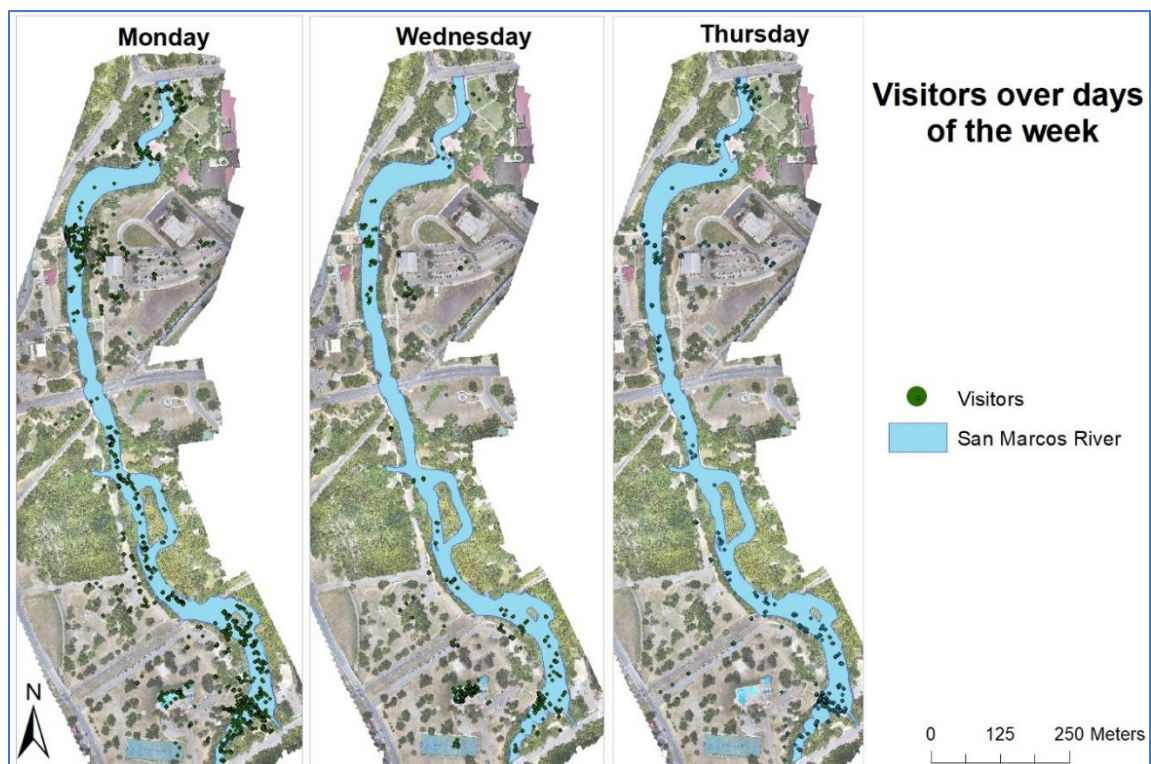 Monday
Wednesday
Thursday
Visitors over days
of the week
Visitors
San Marcos River
N
0 125 250 Meters